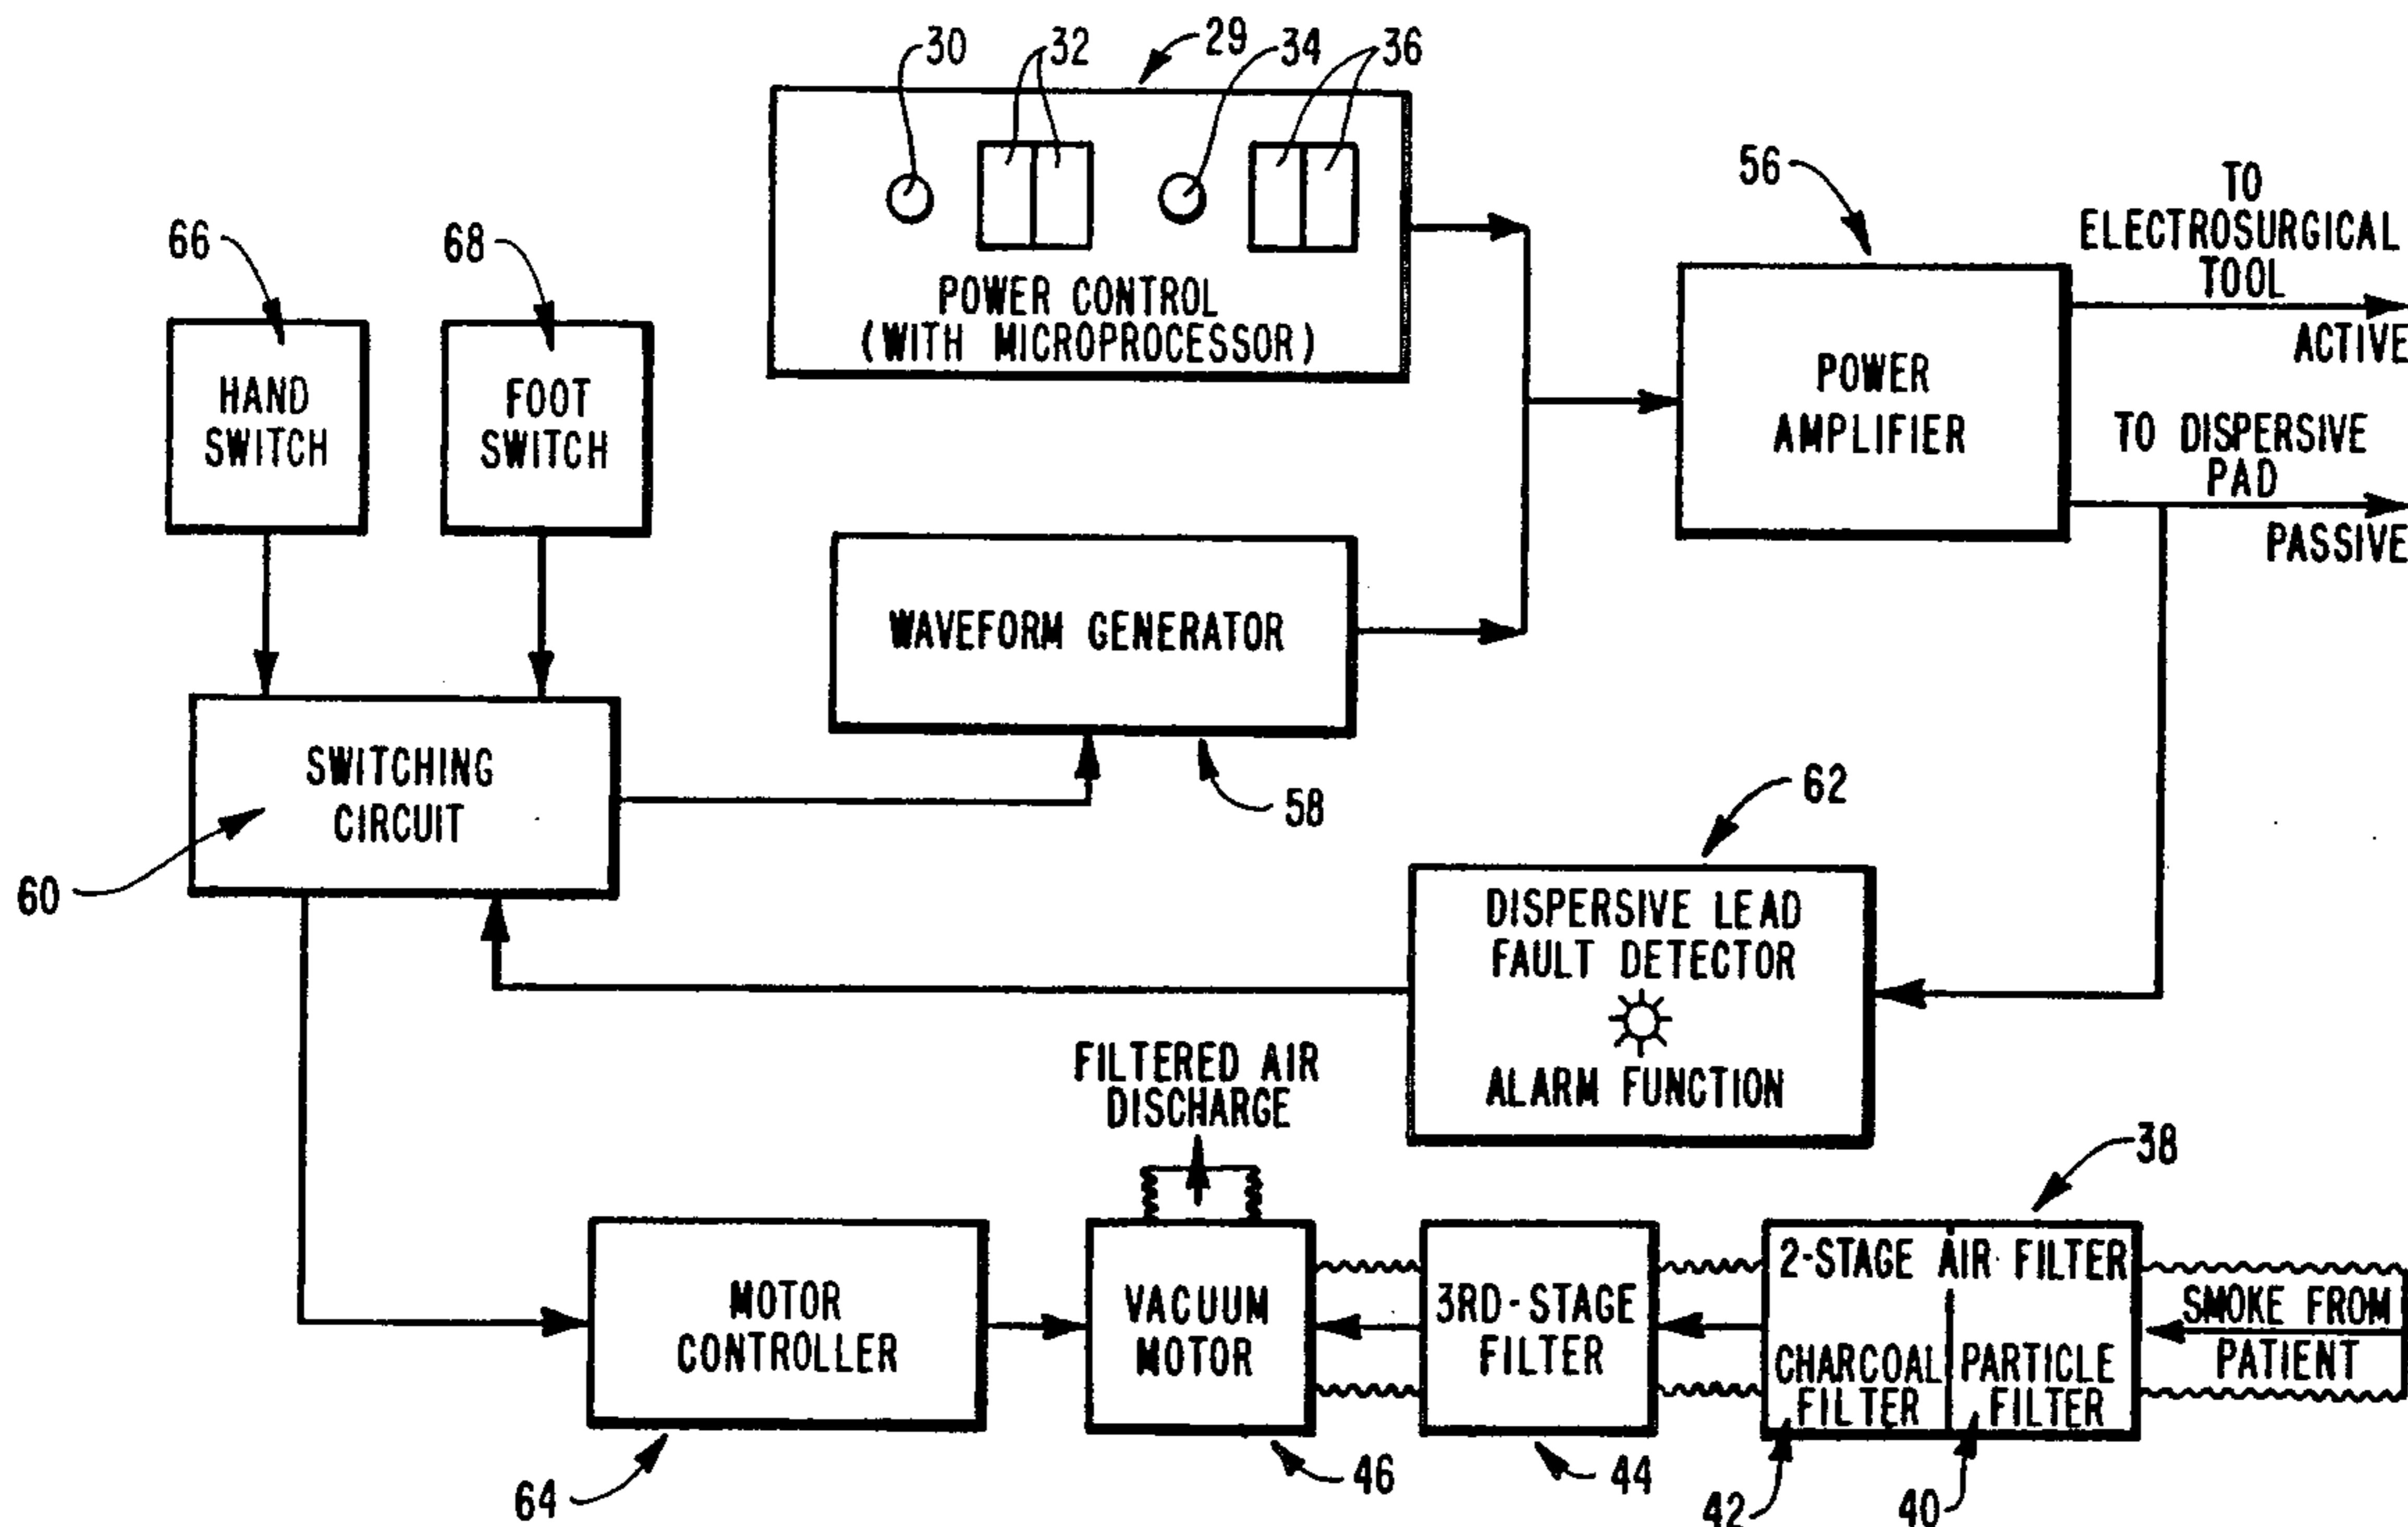 30
32
29
34
36
66
68
56
POWER CONTROL
(WITH MICROPROCESSOR)
TO
ELECTROSURGICAL
TOOL
ACTIVE
HAND
SWITCH
FOOT
SWITCH
POWER
AMPLIFIER
TO DISPERSIVE
PAD
PASSIVE
WAVEFORM GENERATOR
58
SWITCHING
CIRCUIT
60
62
DISPERSIVE LEAD
FAULT DETECTOR
ALARM FUNCTION
FILTERED AIR
DISCHARGE
38
MOTOR
CONTROLLER
64
VACUUM
MOTOR
46
3RD-STAGE
FILTER
44
2-STAGE AIR FILTER
CHARCOAL
FILTER
42
PARTICLE
FILTER
40
SMOKE FROM
PATIENT